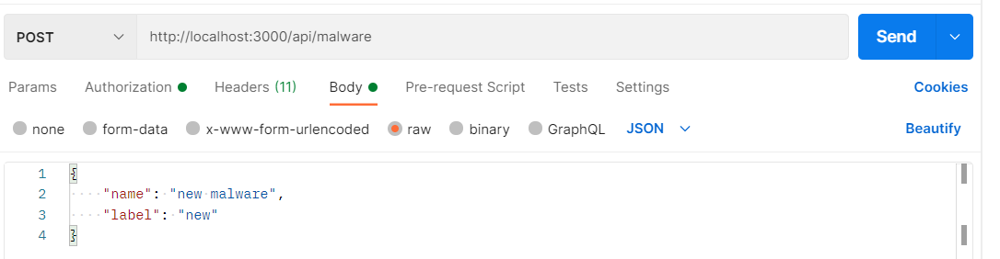 POST http://localhost:3000/api/malware Send
Params Authorization Headers (11) Body Pre-request Script Tests Settings Cookies
none form-data x-www-form-urlencoded raw binary GraphQL JSON Beautify
1 {
2 "name": "new malware",
3 "label": "new"
4 }